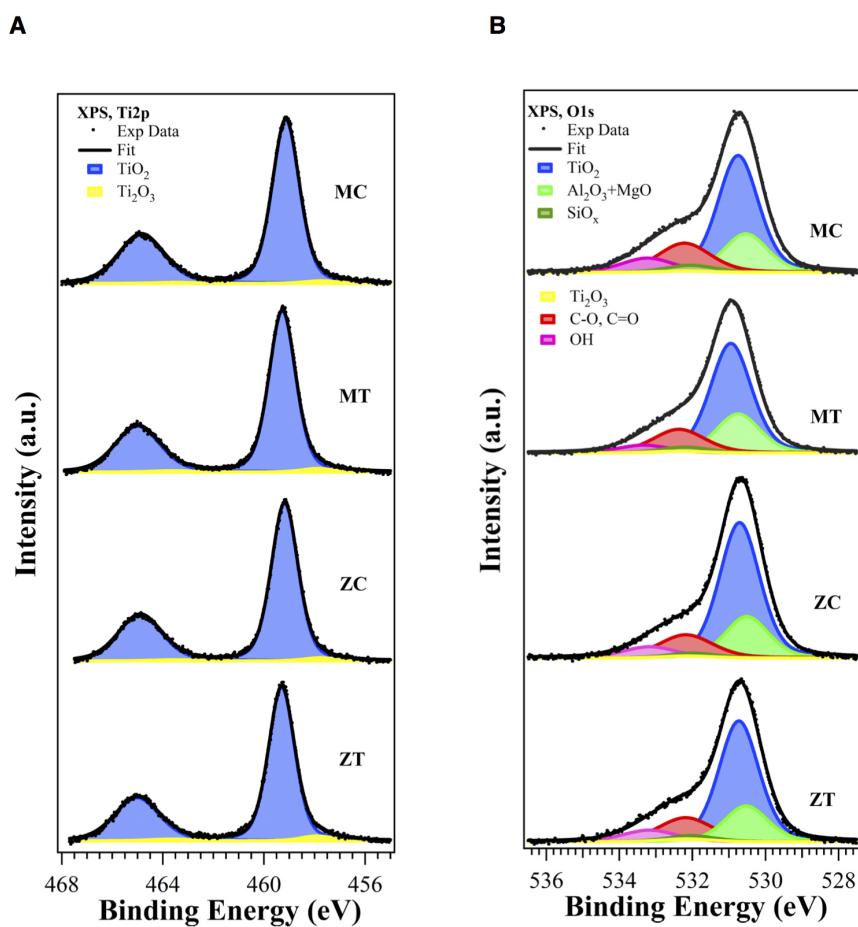 A
B
XPS, Ti2p
Exp Data
Fit
TiO₂
Ti₂O₃
MC
MT
ZC
ZT
Intensity (a.u.)
468 464 460 456
Binding Energy (eV)
XPS, O1s
Exp Data
Fit
TiO₂
Al₂O₃+MgO
SiOₓ
MC
Ti₂O₃
C-O, C=O
OH
MT
ZC
ZT
Intensity (a.u.)
536 534 532 530 528
Binding Energy (eV)